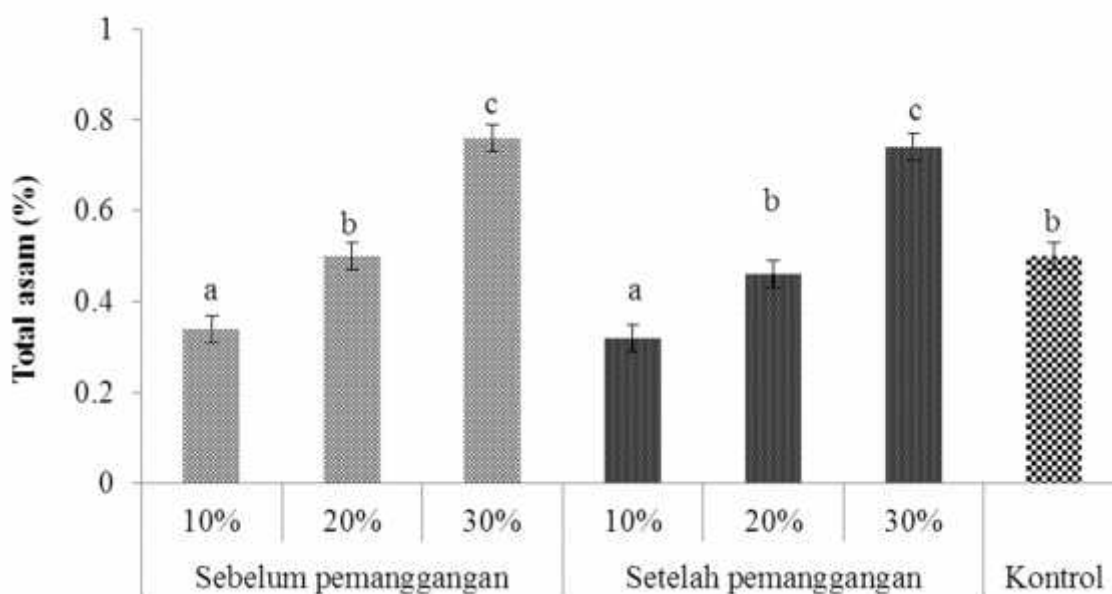 Total asam (%)
1
0.8
0.6
0.4
0.2
0
a
b
c
a
b
c
b
10% 20% 30% 10% 20% 30%
Sebelum pemanggangan Setelah pemanggangan Kontrol